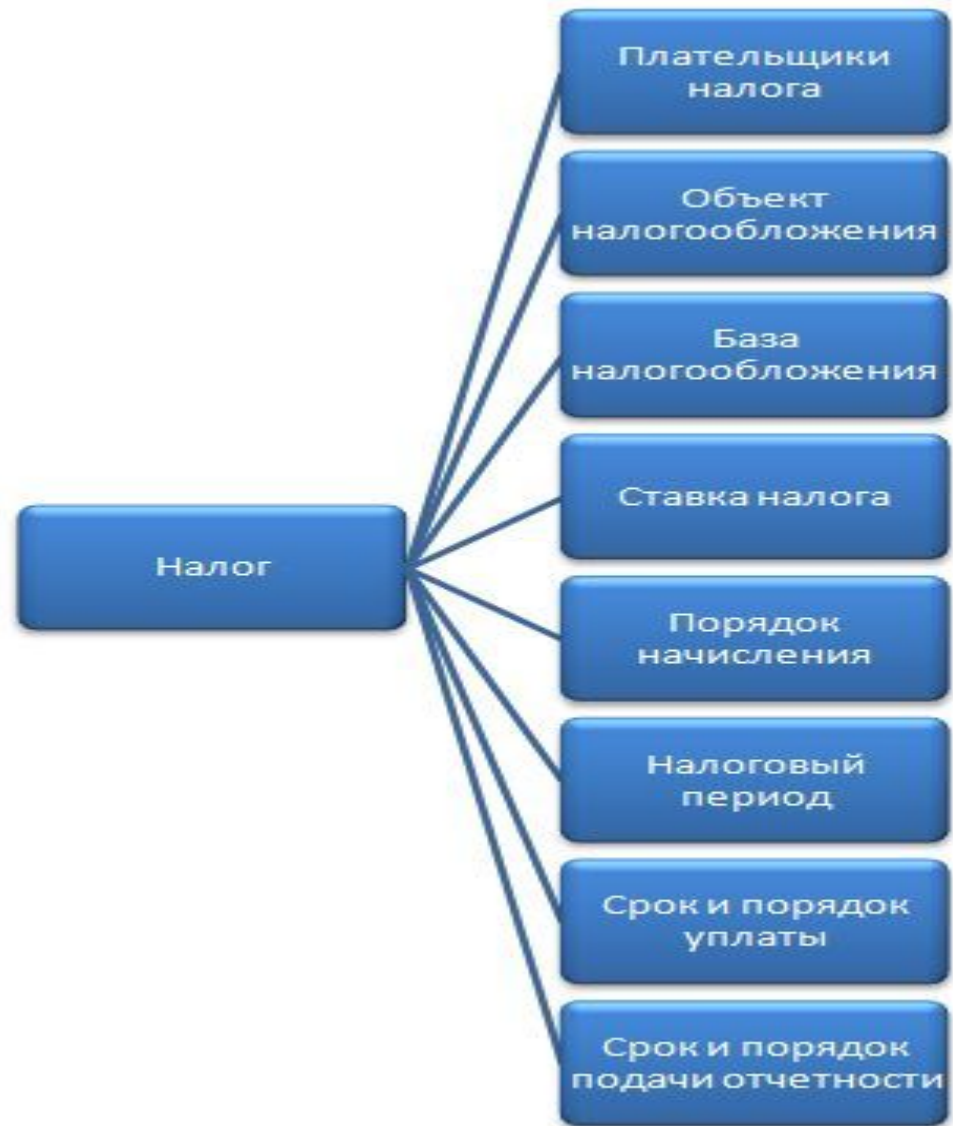 Плательщики
налога
Объект
налогообложения
База
налогообложения
Ставка налога
Налог
Порядок
начисления
Налоговый
период
Срок и порядок
уплаты
Срок и порядок
подачи отчетности